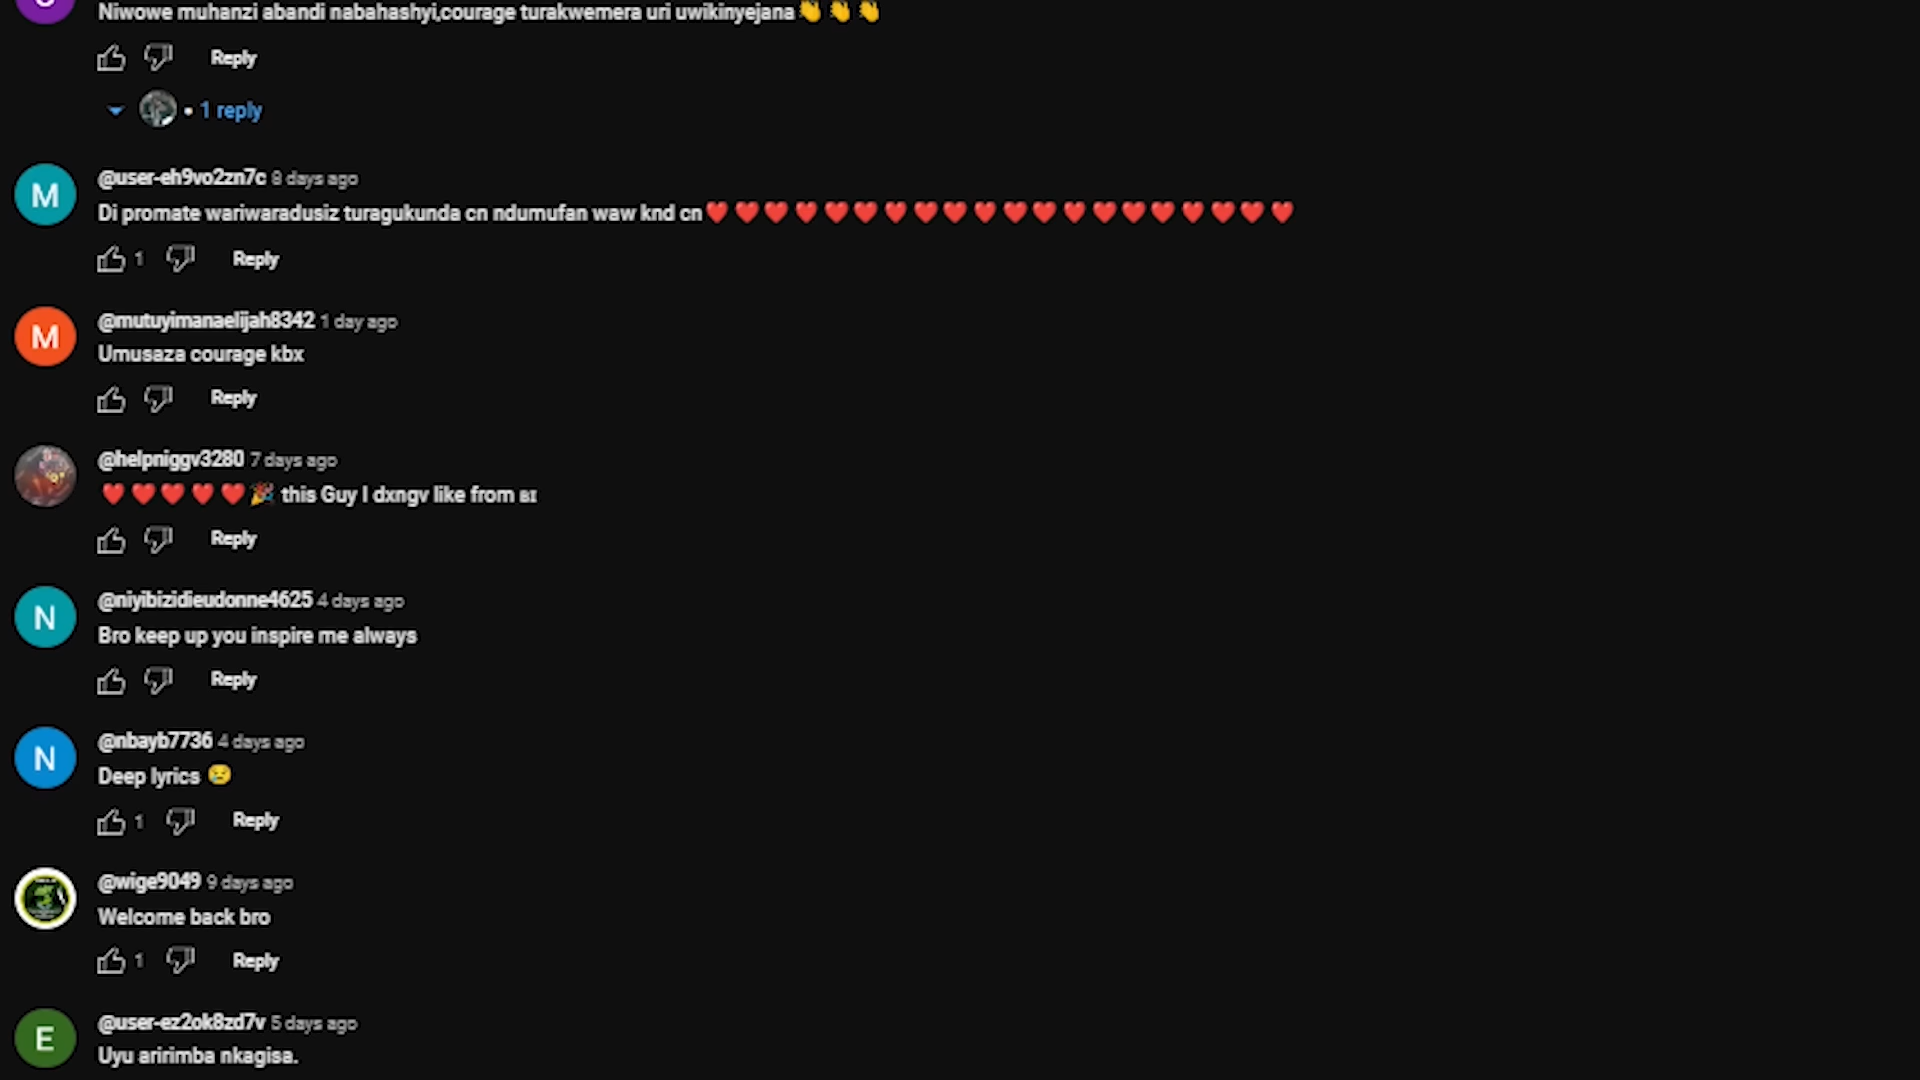 Niwowe muhanzi abandi nabahashyi,courage turakwemera uri uwikinyejana👏👏👏
Reply
• 1 reply
M
@user-eh9vo2zn7c 8 days ago
Di promate wariwaradusiz turagukunda cn ndumufan waw knd cn❤❤❤❤❤❤❤❤❤❤❤❤❤❤❤❤❤❤❤❤
1 Reply
M
@mutuyimanaelijah8342 1 day ago
Umusaza courage kbx
Reply
@helpniggv3280 7 days ago
❤❤❤❤❤🎉 this Guy I dxngv like from ʙɪ
Reply
N
@niyibizidieudonne4625 4 days ago
Bro keep up you inspire me always
Reply
N
@nbayb7736 4 days ago
Deep lyrics 😢
1 Reply
@wige9049 9 days ago
Welcome back bro
1 Reply
E
@user-ez2ok8zd7v 5 days ago
Uyu aririmba nkagisa.